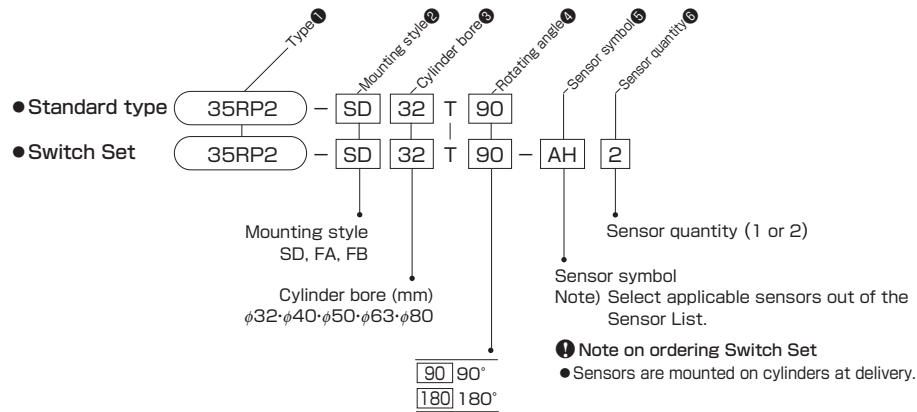 Type❶ Mounting style❷ Cylinder bore❸ Rotating angle❹ Sensor symbol❺ Sensor quantity❻
●Standard type 35RP2 − SD 32 T 90
●Switch Set 35RP2 − SD 32 T 90 − AH 2
Mounting style
SD, FA, FB
Sensor quantity (1 or 2)
Cylinder bore (mm)
φ32･φ40･φ50･φ63･φ80
Sensor symbol
Note) Select applicable sensors out of the
Sensor List.
! Note on ordering Switch Set
●Sensors are mounted on cylinders at delivery.
90 90°
180 180°